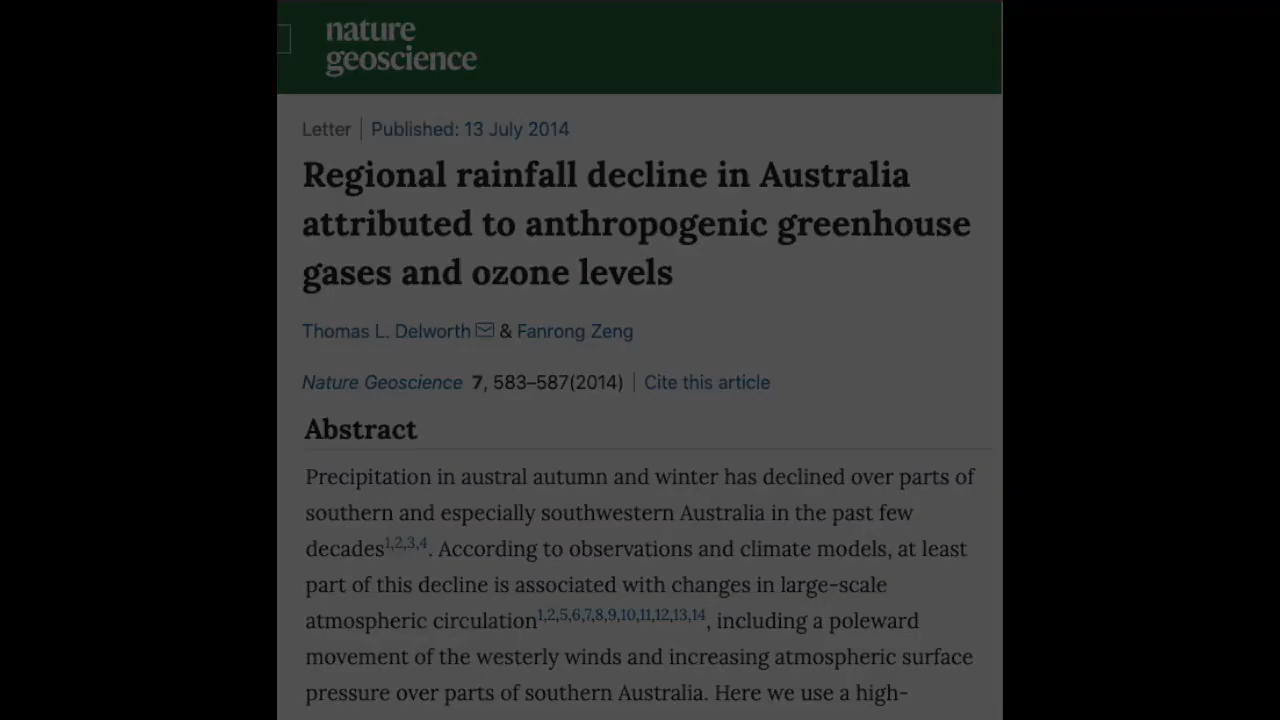 nature
geoscience
Letter | Published: 13 July 2014
Regional rainfall decline in Australia
attributed to anthropogenic greenhouse
gases and ozone levels
Thomas L. Delworth & Fanrong Zeng
Nature Geoscience 7, 583–587(2014) | Cite this article
Abstract
Precipitation in austral autumn and winter has declined over parts of
southern and especially southwestern Australia in the past few
decades1,2,3,4. According to observations and climate models, at least
part of this decline is associated with changes in large-scale
atmospheric circulation1,2,5,6,7,8,9,10,11,12,13,14, including a poleward
movement of the westerly winds and increasing atmospheric surface
pressure over parts of southern Australia. Here we use a high-